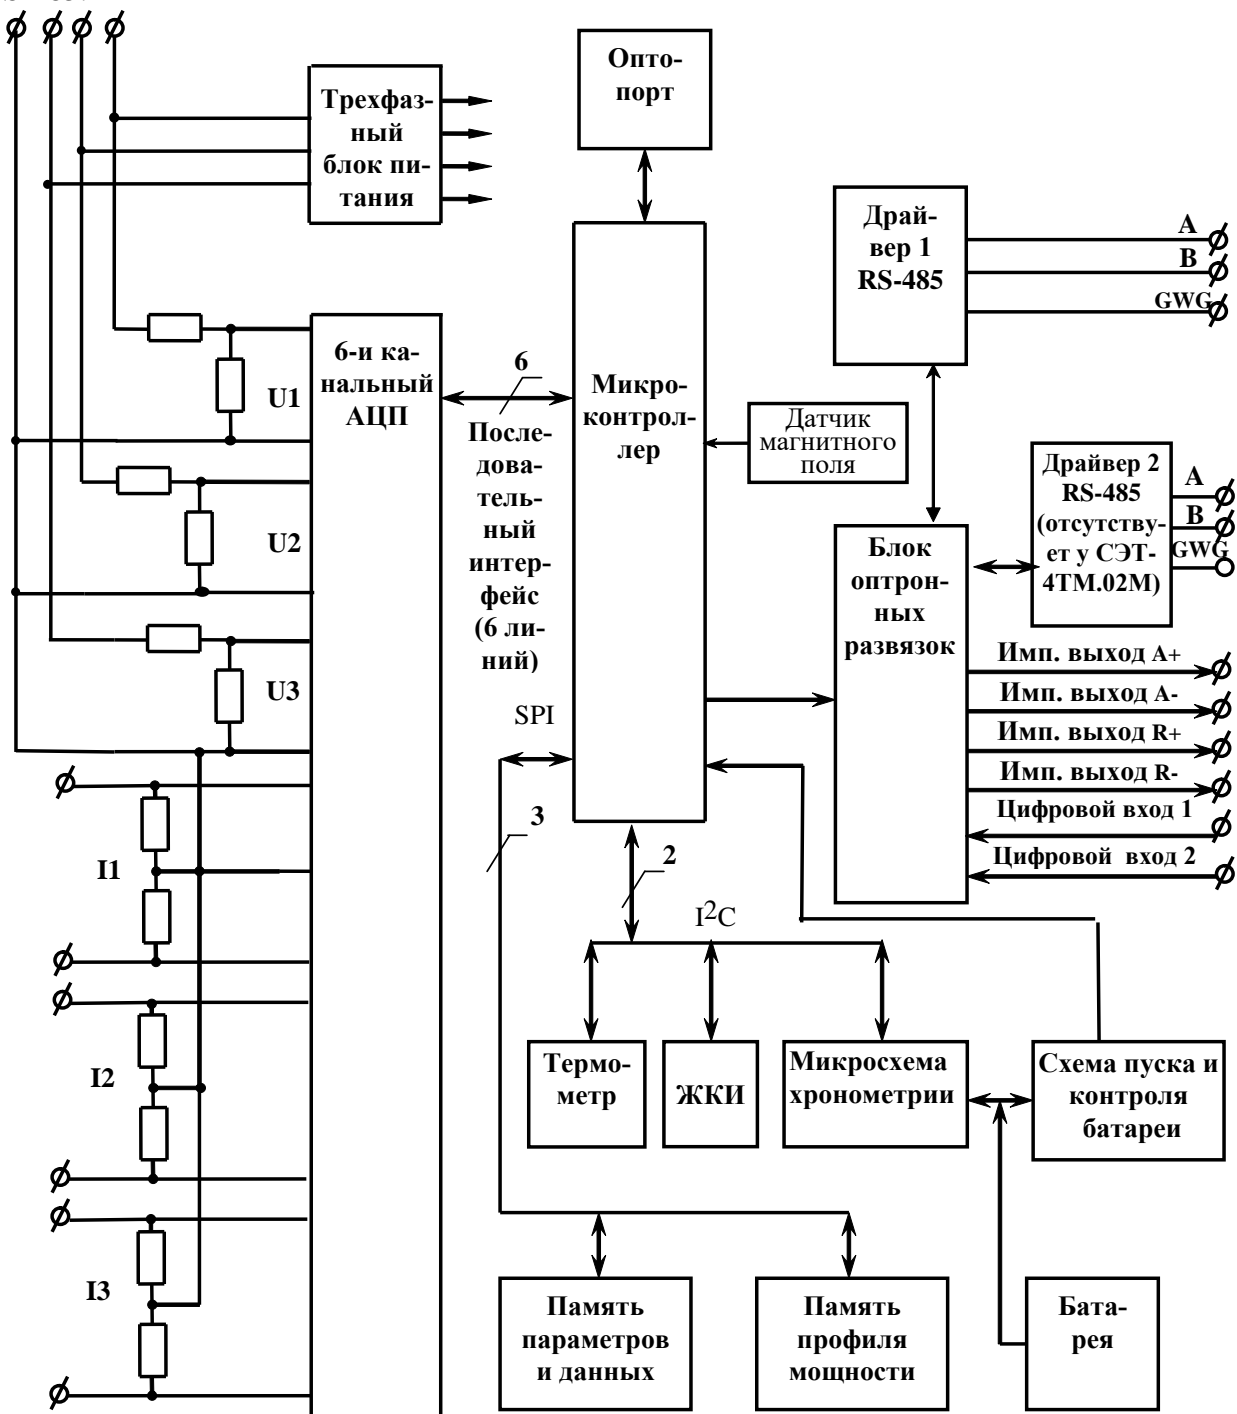 Опто-
порт
Трехфаз-
ный
блок пи-
тания
Драй-
вер 1
RS-485
A
B
GWG
6-и ка-
нальный
АЦП
U1
6
После-
дова-
тель-
ный
интер-
фейс
(6 ли-
ний)
Микро-
контрол-
лер
Датчик
магнитного
поля
Драйвер 2
RS-485
(отсутству-
ет у СЭТ-
4ТМ.02М)
A
B
GWG
U2
Блок
оптрон-
ных
развязок
U3
Имп. выход A+
Имп. выход A-
Имп. выход R+
Имп. выход R-
Цифровой вход 1
Цифровой вход 2
SPI
3
2
I1
I2C
Термо-
метр
ЖКИ
Микросхема
хронометрии
Схема пуска и
контроля
батареи
I2
I3
Память
параметров
и данных
Память
профиля
мощности
Бата-
рея